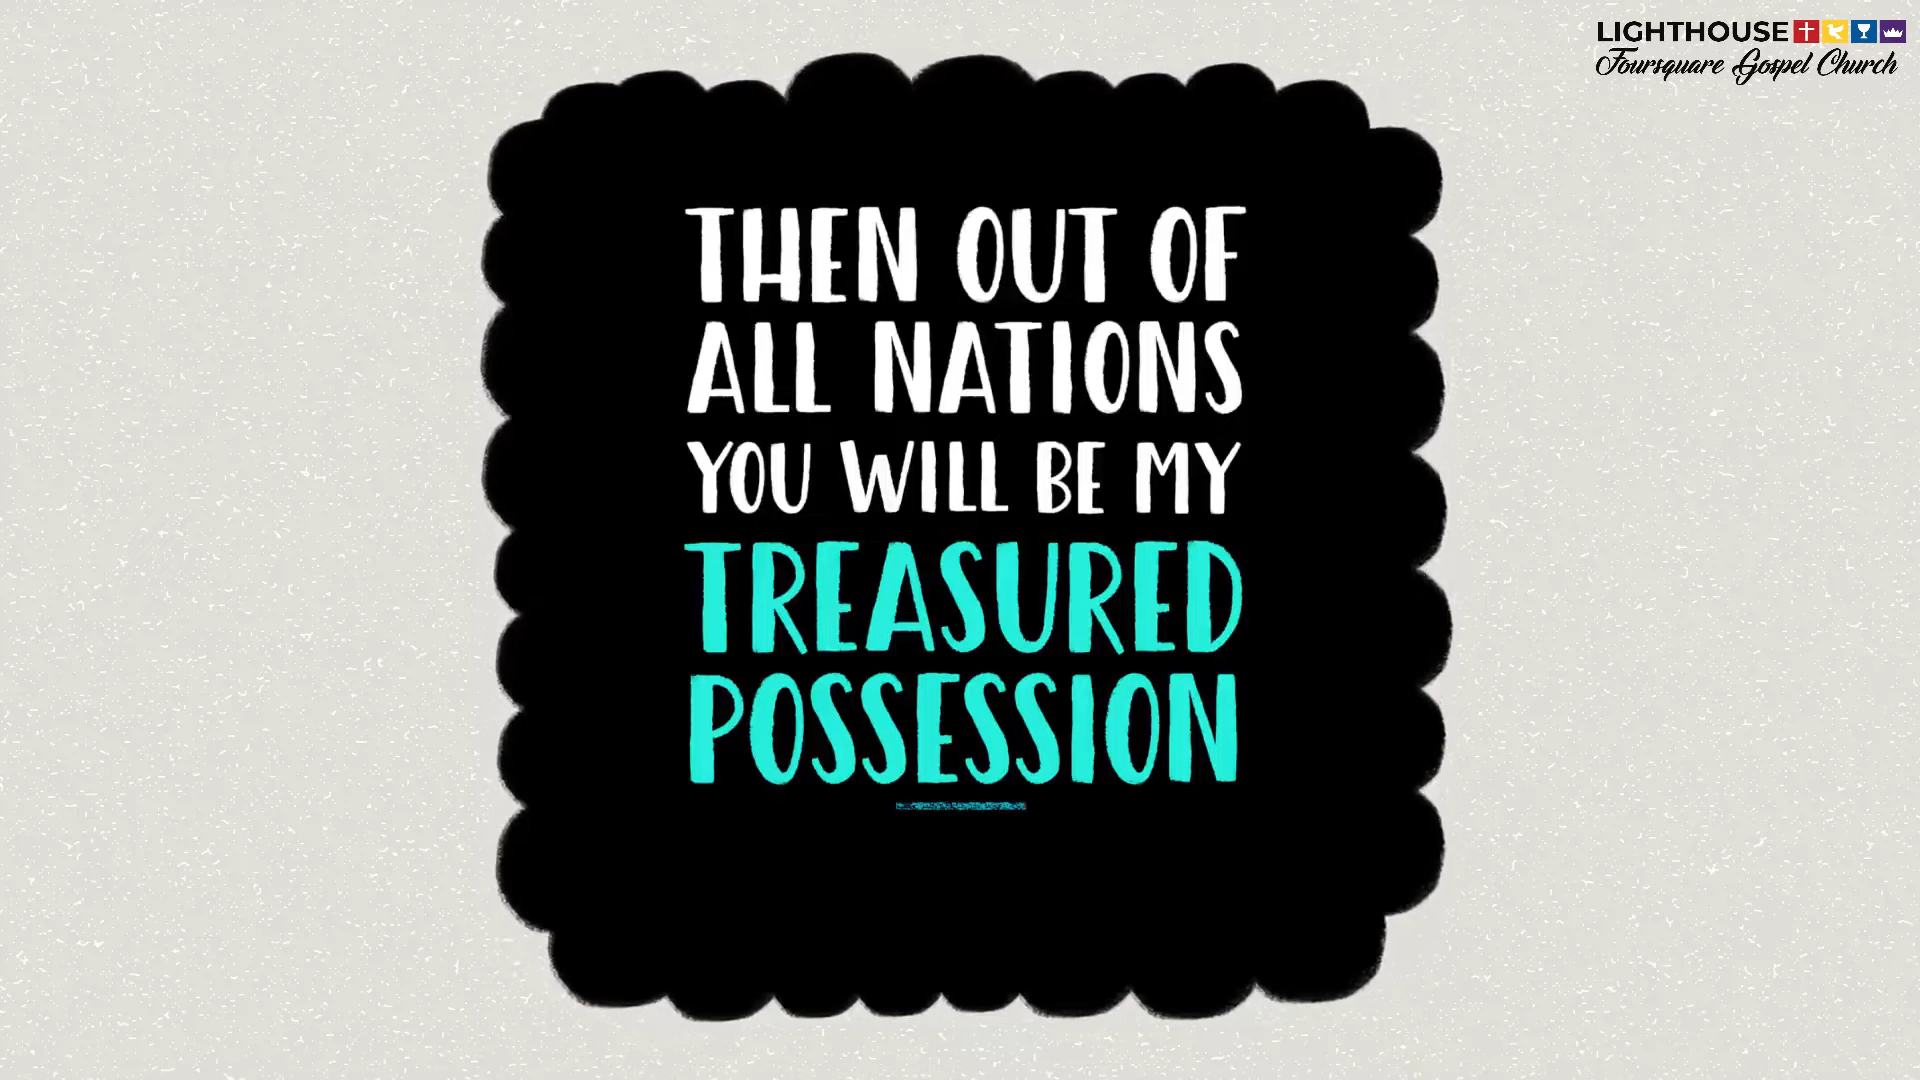 LIGHTHOUSE
Foursquare Gospel Church
THEN OUT OF
ALL NATIONS
YOU WILL BE MY
TREASURED
POSSESSION